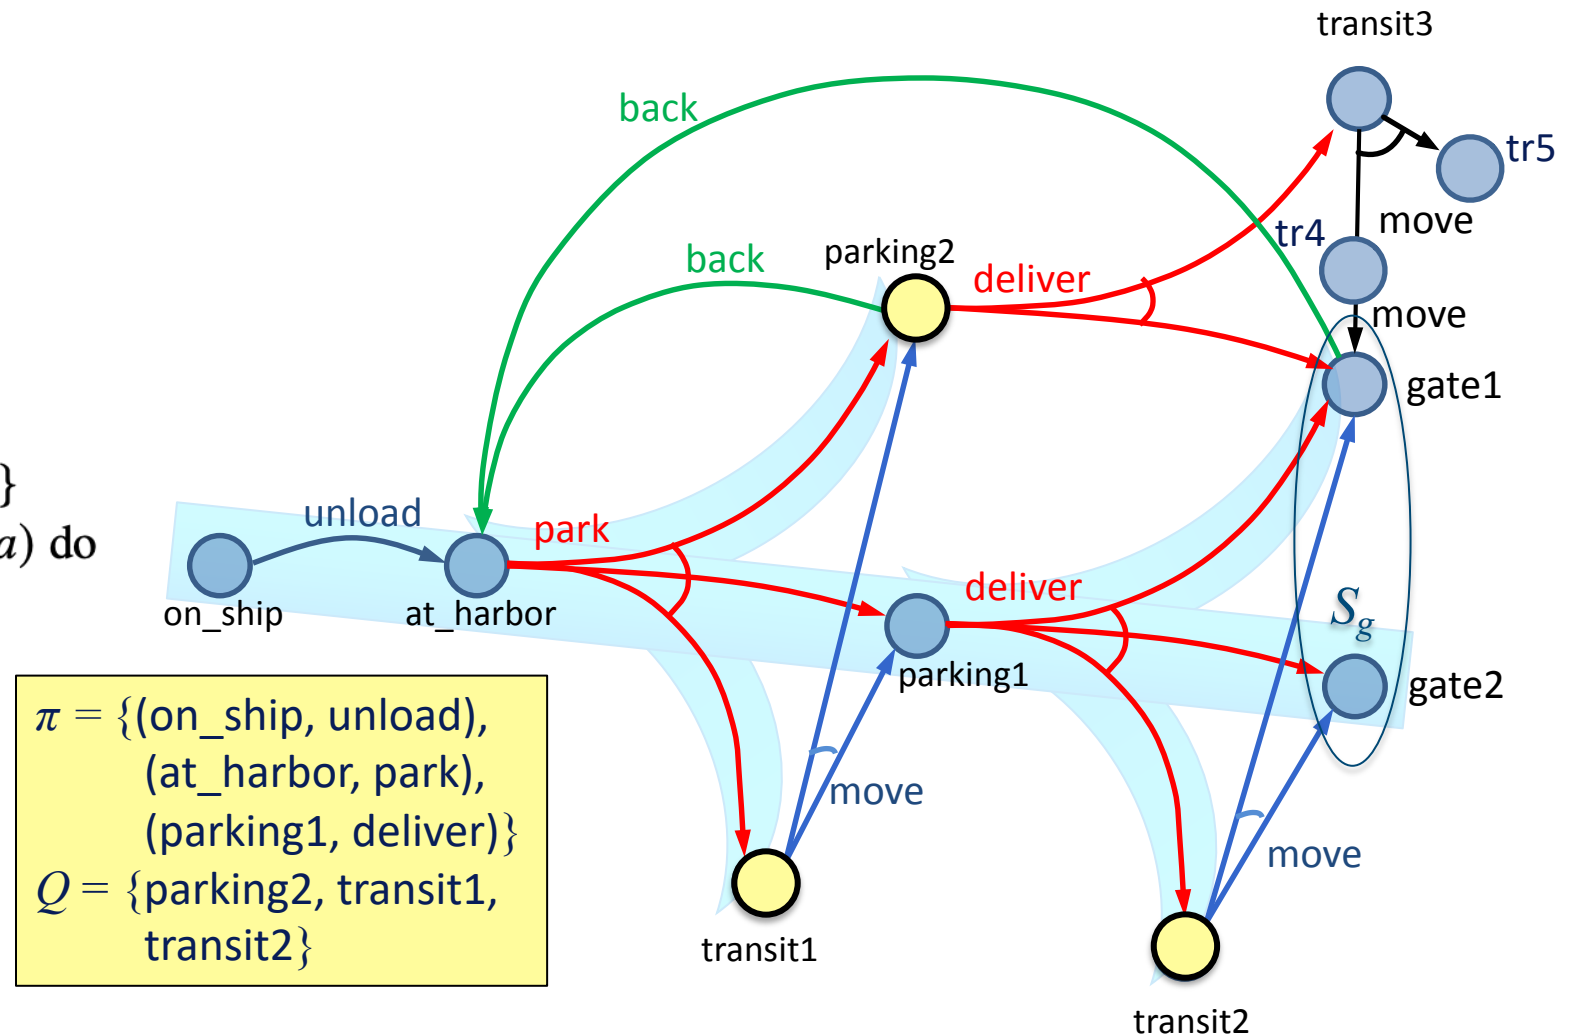 transit3
back
tr5
move
tr4
parking2
back
deliver
move
gate1
}
a) do
unload
park
on_ship
at_harbor
deliver
S_g
parking1
gate2
π = {(on_ship, unload),
(at_harbor, park),
(parking1, deliver)}
Q = {parking2, transit1,
transit2}
move
move
transit1
transit2